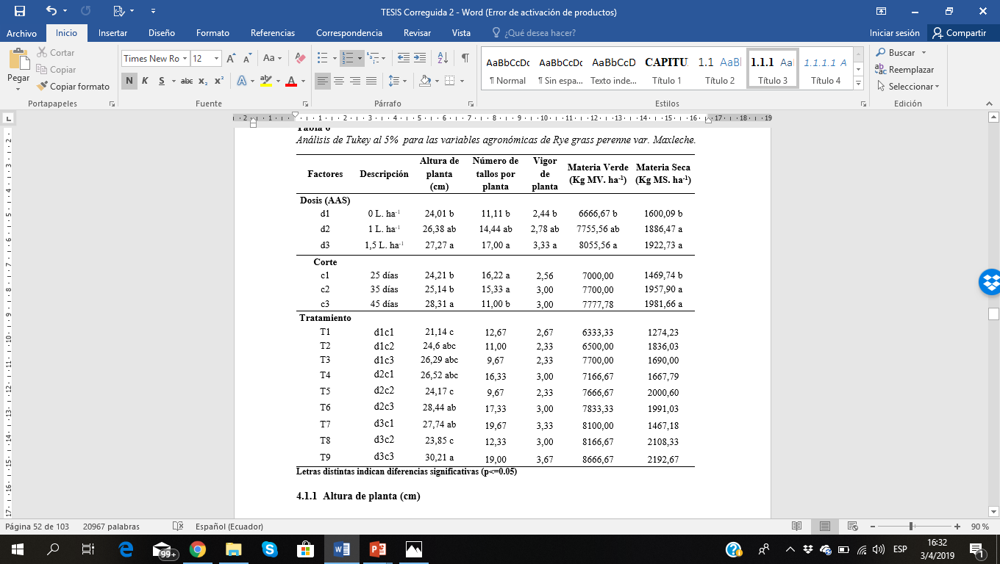 TESIS Correguida 2 - Word (Error de activación de productos)
Archivo Inicio Insertar Diseño Formato Referencias Correspondencia Revisar Vista ¿Qué desea hacer? Iniciar sesión Compartir
Pegar
Cortar
Copiar
Copiar formato
Portapapeles
Times New Ro 12
N K S abc x₂ x²
Fuente
Párrafo
AaBbCcDc AaBbCcDc AaBbCcD CAPITU 1.1 AaBl 1.1.1 Aal 1.1.1.1 A
¶ Normal ¶ Sin espa... Texto inde... Título 1 Título 2 Título 3 Título 4
Estilos
Buscar
Reemplazar
Seleccionar
Edición
Tabla 6
Análisis de Tukey al 5% para las variables agronómicas de Rye grass perenne var. Maxleche.
Factores Descripción Altura de planta (cm) Número de tallos por planta Vigor de planta Materia Verde (Kg MV. ha-1) Materia Seca (Kg MS. ha-1)
Dosis (AAS)
d1 0 L. ha-1 24,01 b 11,11 b 2,44 b 6666,67 b 1600,09 b
d2 1 L. ha-1 26,38 ab 14,44 ab 2,78 ab 7755,56 ab 1886,47 a
d3 1,5 L. ha-1 27,27 a 17,00 a 3,33 a 8055,56 a 1922,73 a
Corte
c1 25 días 24,21 b 16,22 a 2,56 7000,00 1469,74 b
c2 35 días 25,14 b 15,33 a 3,00 7700,00 1957,90 a
c3 45 días 28,31 a 11,00 b 3,00 7777,78 1981,66 a
Tratamiento
T1 d1c1 21,14 c 12,67 2,67 6333,33 1274,23
T2 d1c2 24,6 abc 11,00 2,33 6500,00 1836,03
T3 d1c3 26,29 abc 9,67 2,33 7700,00 1690,00
T4 d2c1 26,52 abc 16,33 3,00 7166,67 1667,79
T5 d2c2 24,17 c 9,67 2,33 7666,67 2000,60
T6 d2c3 28,44 ab 17,33 3,00 7833,33 1991,03
T7 d3c1 27,74 ab 19,67 3,33 8100,00 1467,18
T8 d3c2 23,85 c 12,33 3,00 8166,67 2108,33
T9 d3c3 30,21 a 19,00 3,67 8666,67 2192,67
Letras distintas indican diferencias significativas (p<=0.05)
4.1.1 Altura de planta (cm)
Página 52 de 103 20967 palabras Español (Ecuador) 90 %
99+ ESP 16:32
3/4/2019 1